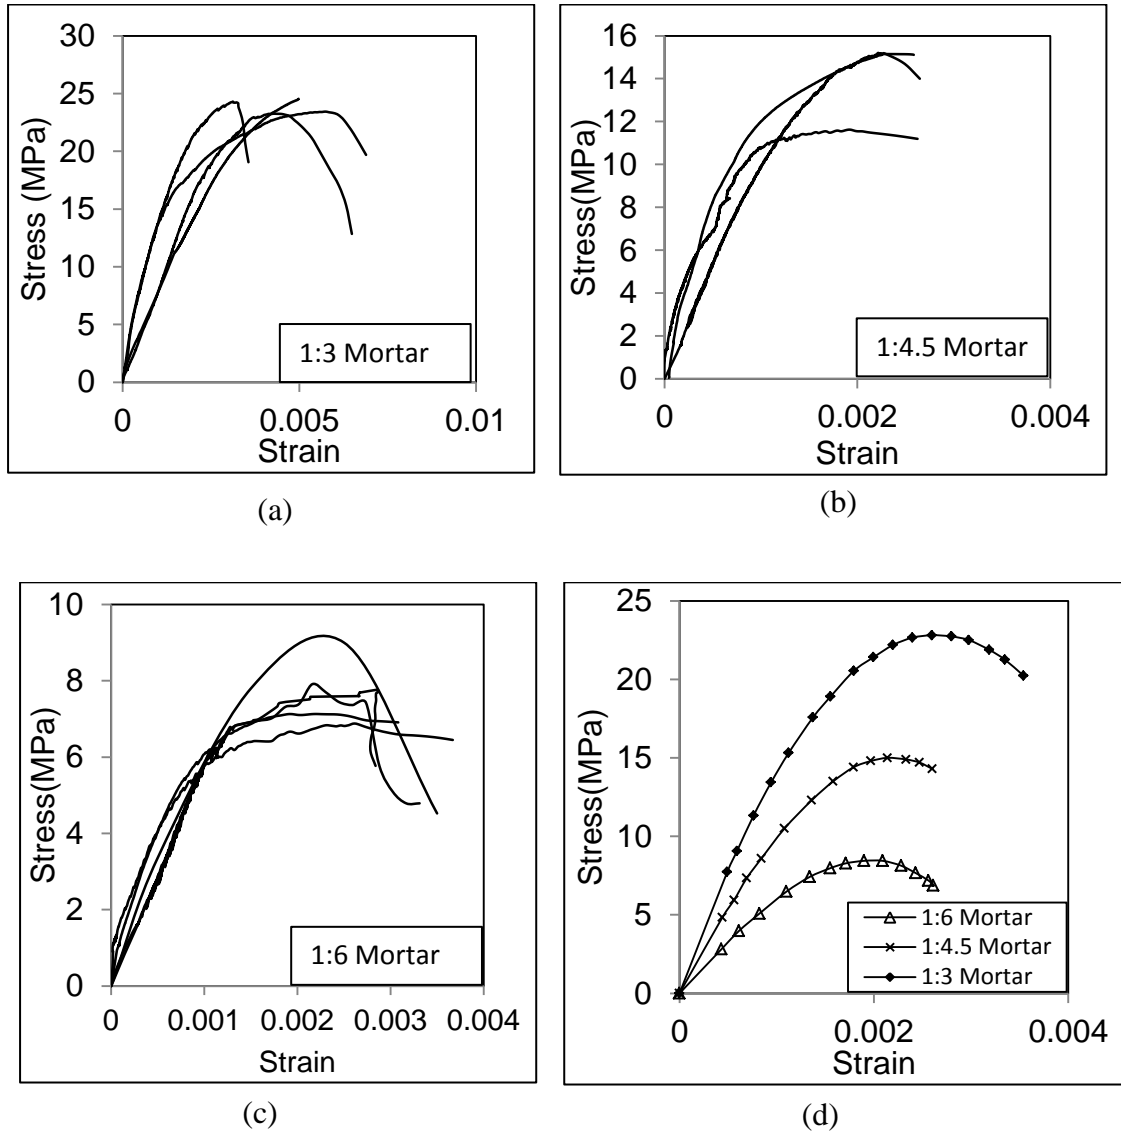 30
25
20
15
10
5
0
Stress (MPa)
1:3 Mortar
0 0.005 0.01
Strain
(a)
16
14
12
10
8
6
4
2
0
Stress(MPa)
1:4.5 Mortar
0 0.002 0.004
Strain
(b)
10
8
6
4
2
0
Stress(MPa)
1:6 Mortar
0 0.001 0.002 0.003 0.004
Strain
(c)
25
20
15
10
5
0
Stress(MPa)
1:6 Mortar
1:4.5 Mortar
1:3 Mortar
0 0.002 0.004
Strain
(d)